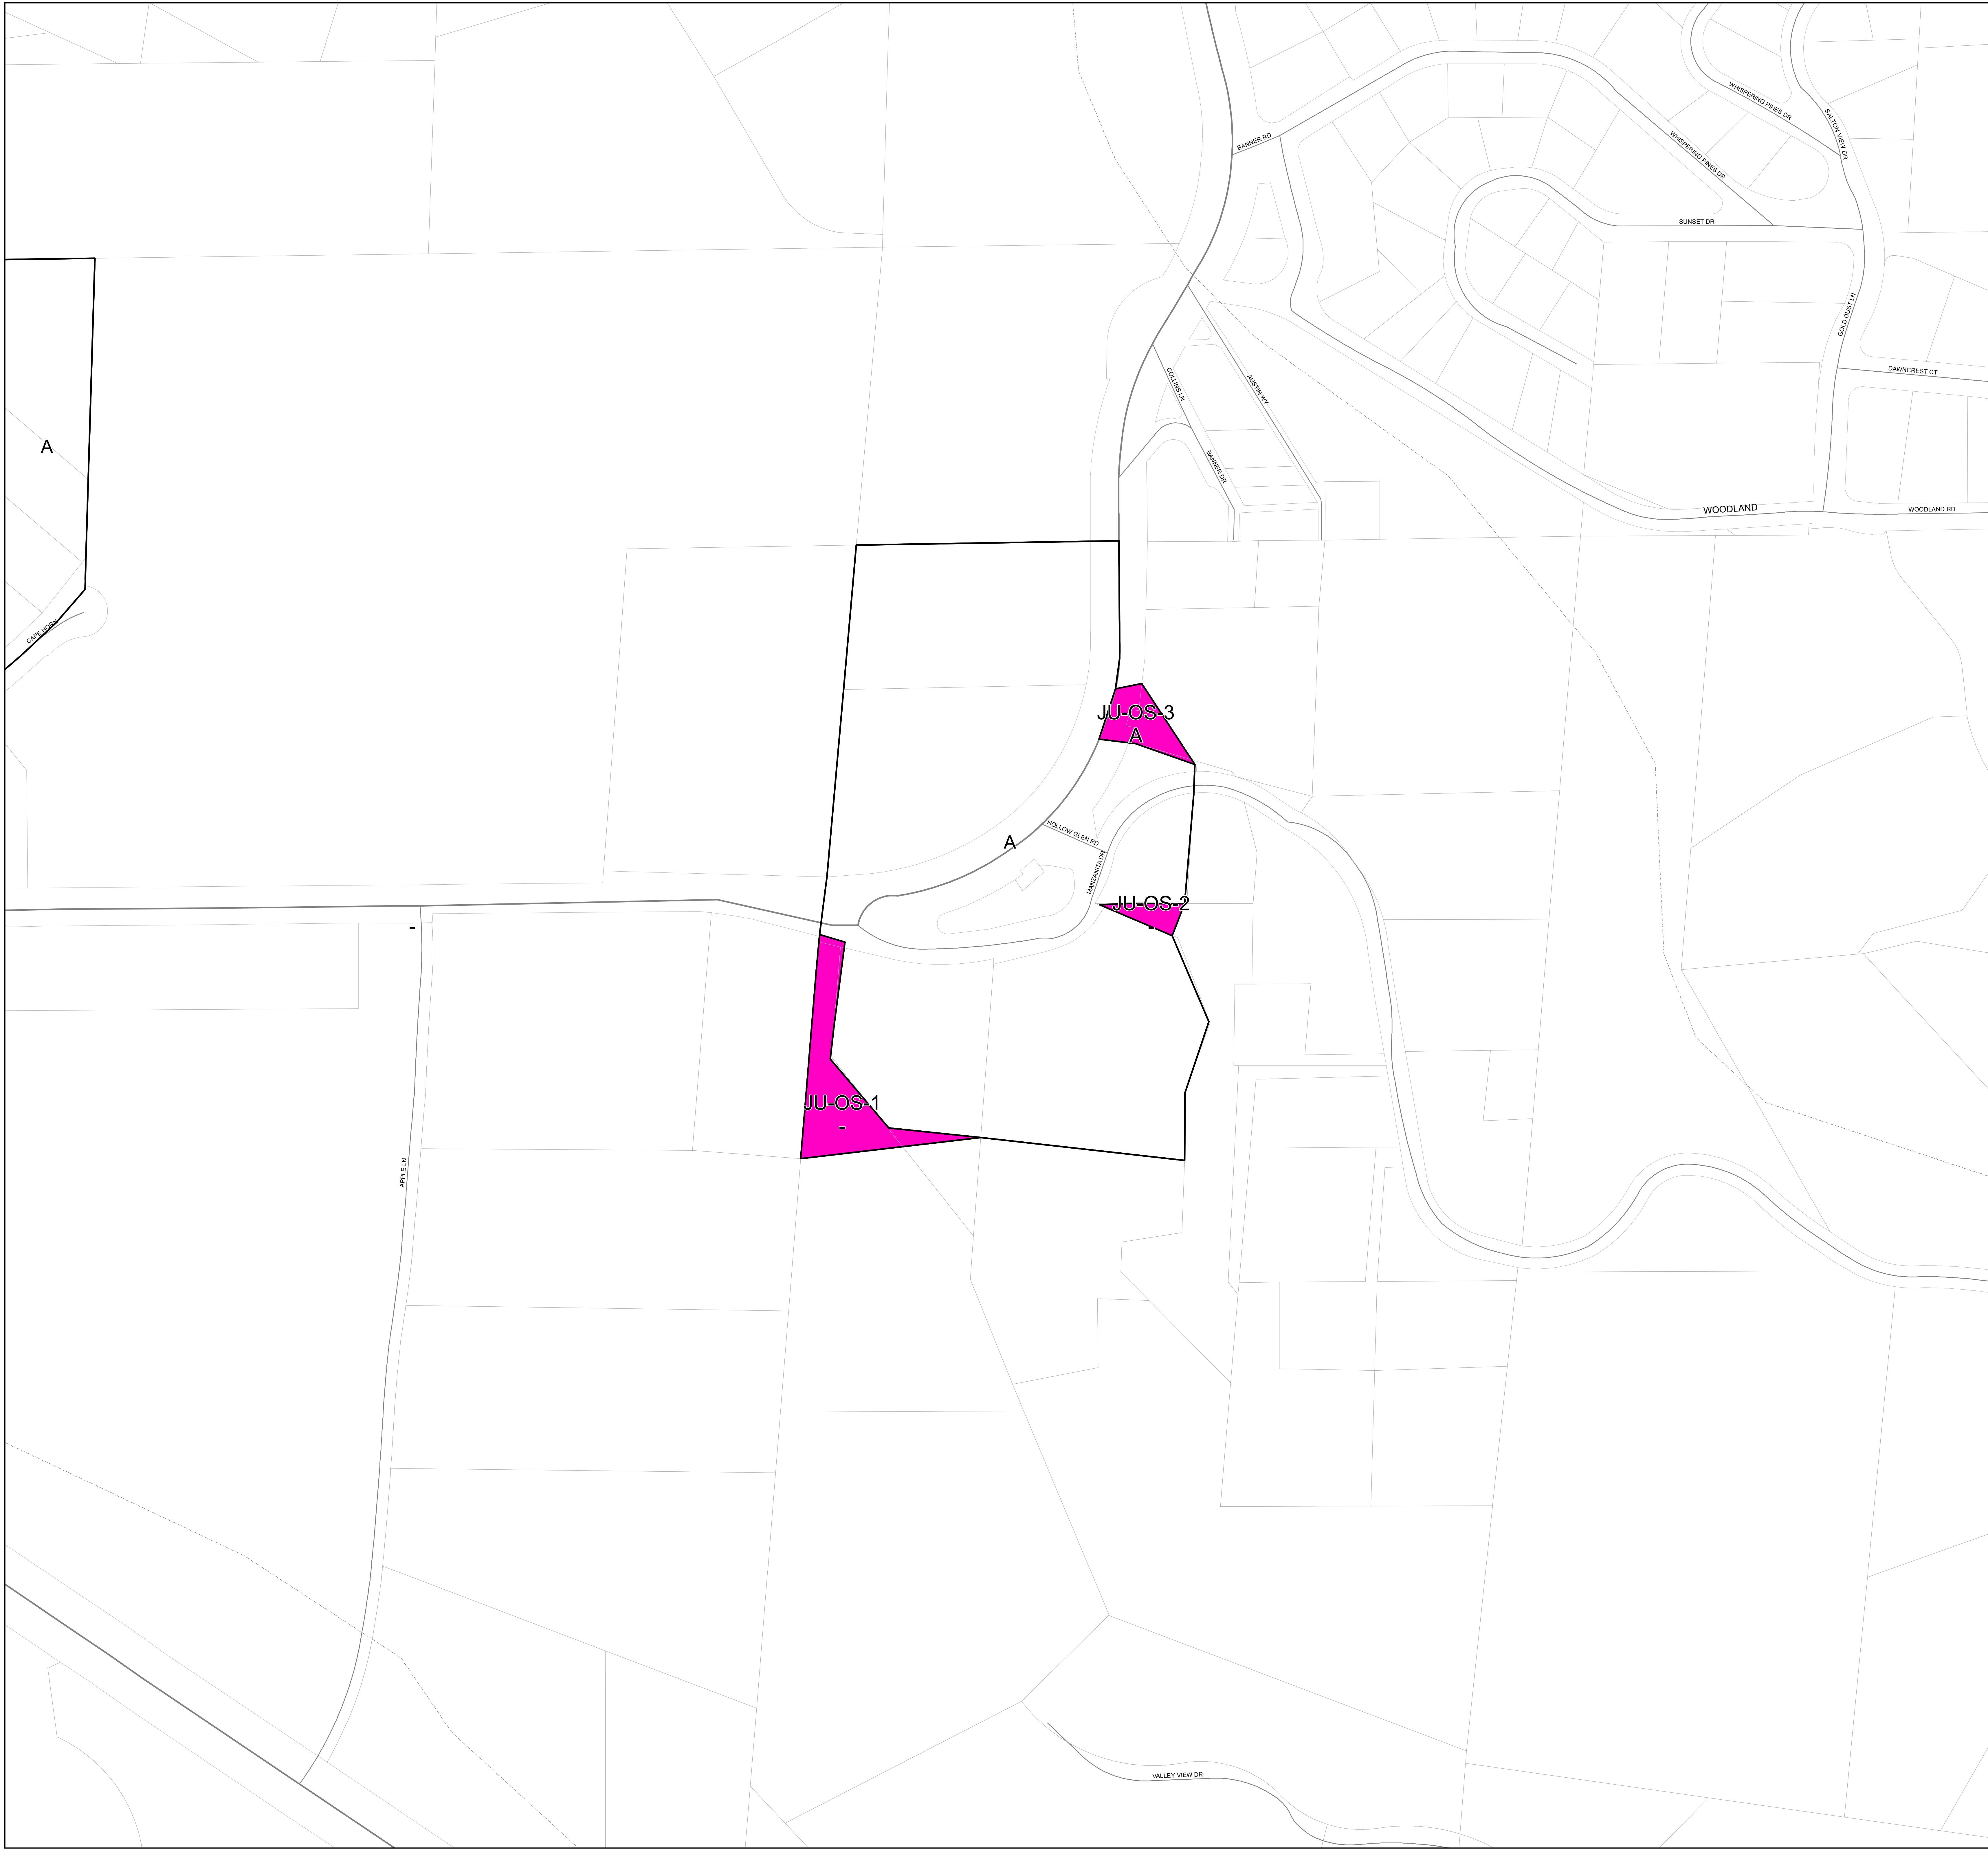 WHISPERING PINES DR
SALTON VIEW DR
BANNER RD
WHISPERING PINES DR
SUNSET DR
GOLD DUST LN
COLLINS LN
AUSTIN WY
DAWNCREST CT
A
BANNER DR
WOODLAND
WOODLAND RD
CAPE HORN
JU-OS-3
A
HOLLOW GLEN RD
A
MANZANITA DR
JU-OS-2
-
-
JU-OS-1
-
APPLE LN
VALLEY VIEW DR